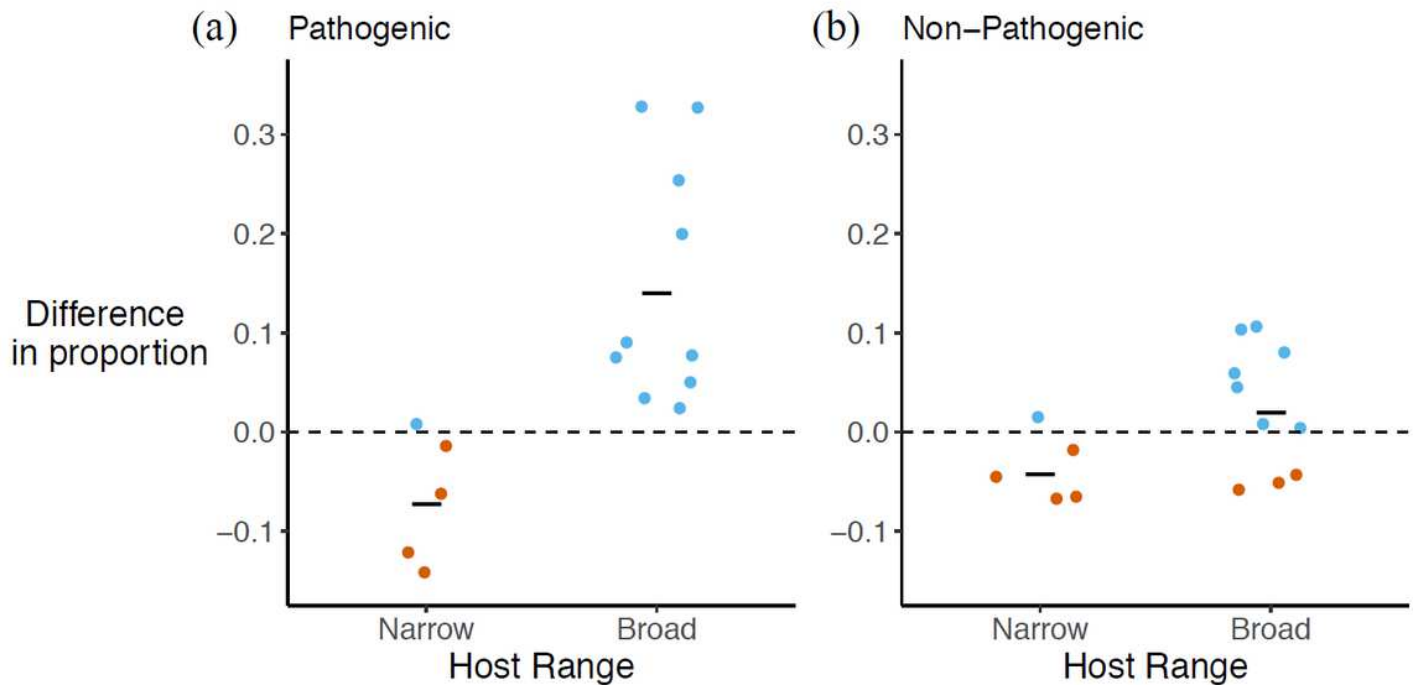 (a) Pathogenic
(b) Non−Pathogenic
Difference
in proportion
0.3
0.2
0.1
0.0
−0.1
Narrow
Broad
Host Range
0.3
0.2
0.1
0.0
−0.1
Narrow
Broad
Host Range